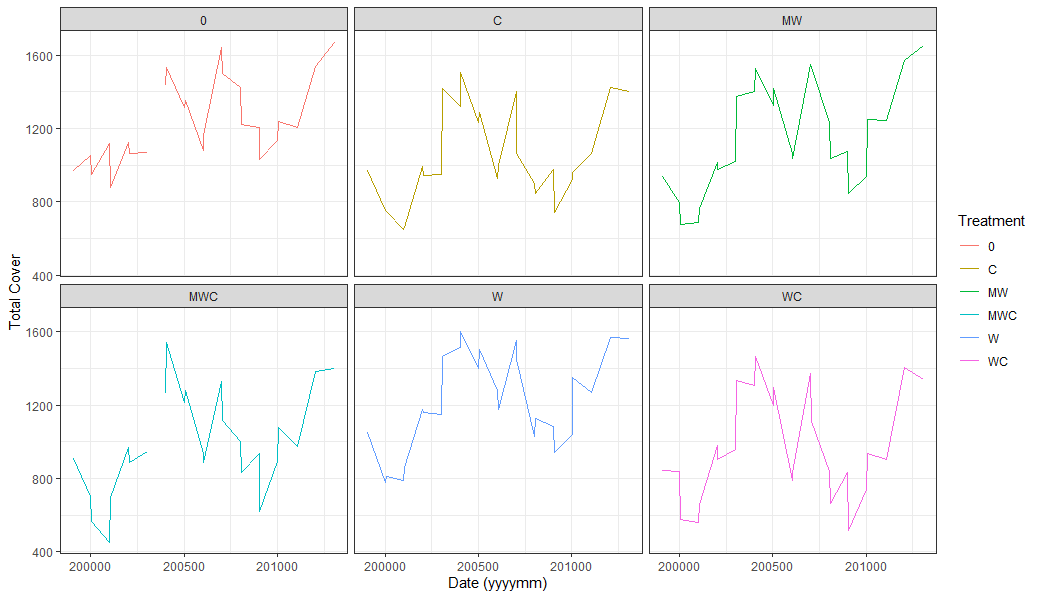 0 C MW
1600
1200
800
400
MWC W WC
1600
1200
800
400
200000 200500 201000 200000 200500 201000 200000 200500 201000
Date (yyyymm)
Total Cover
Treatment
0
C
MW
MWC
W
WC